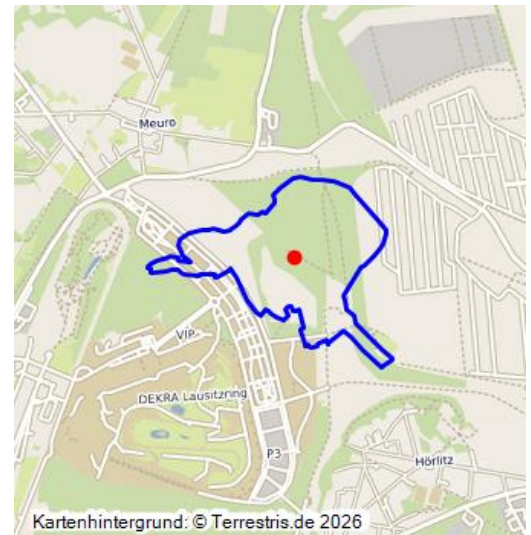 Meuro
VIP
DEKRA Lausitzring
P3
Hörlitz
Kartenhintergrund: © Terrestris.de 2026